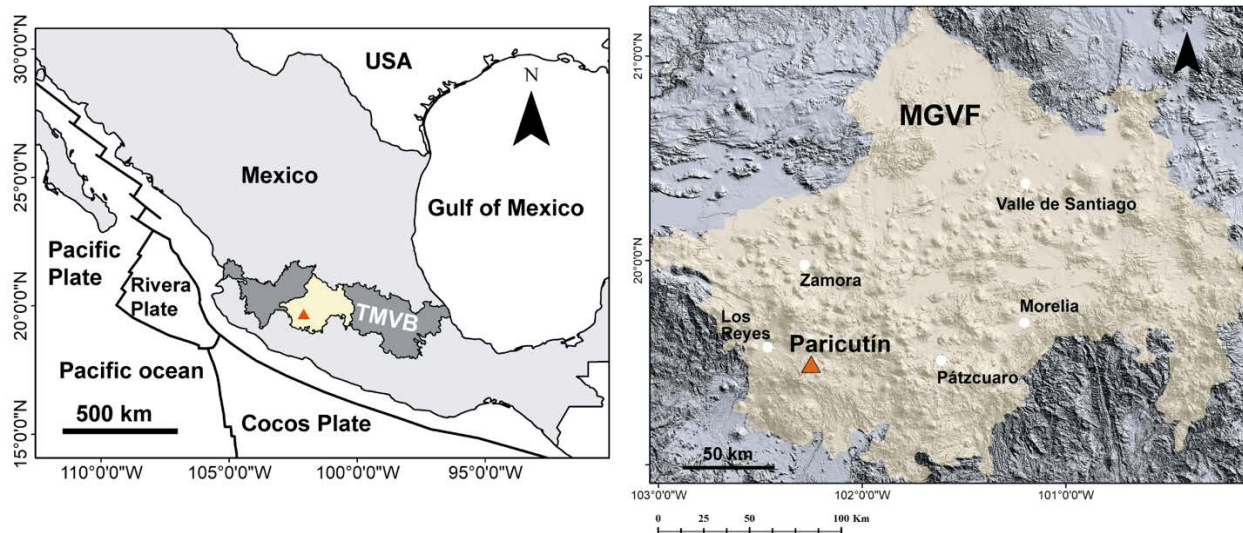 30°0'0"N
25°0'0"N
20°0'0"N
15°0'0"N
USA
N
Mexico
Gulf of Mexico
Pacific
Plate
Rivera
Plate
TMVB
Pacific ocean
500 km
Cocos Plate
110°0'0"W
105°0'0"W
100°0'0"W
95°0'0"W
21°0'0"N
20°0'0"N
MGVF
Valle de Santiago
Zamora
Morelia
Los
Reyes
Paricutín
Pátzcuaro
50 km
103°0'0"W
102°0'0"W
101°0'0"W
0 25 50 100 Km